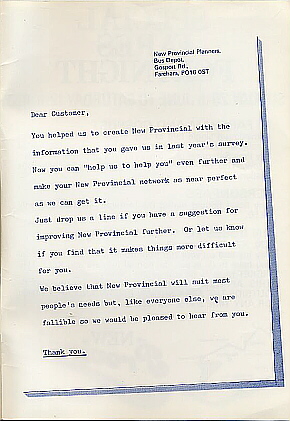 New Provincial Planners,
Bus Depot,
Gosport Rd.,
Fareham, PO16 0ST
Dear Customer,
You helped us to create New Provincial with the
information that you gave us in last year's survey.
Now you can "help us to help you" even further and
make your New Provincial network as near perfect
as we can get it.
Just drop us a line if you have a suggestion for
improving New Provincial further. Or let us know
if you find that it makes things more difficult
for you.
We believe that New Provincial will suit most
people's needs but, like everyone else, we are
fallible so we would be pleased to hear from you.
Thank you.